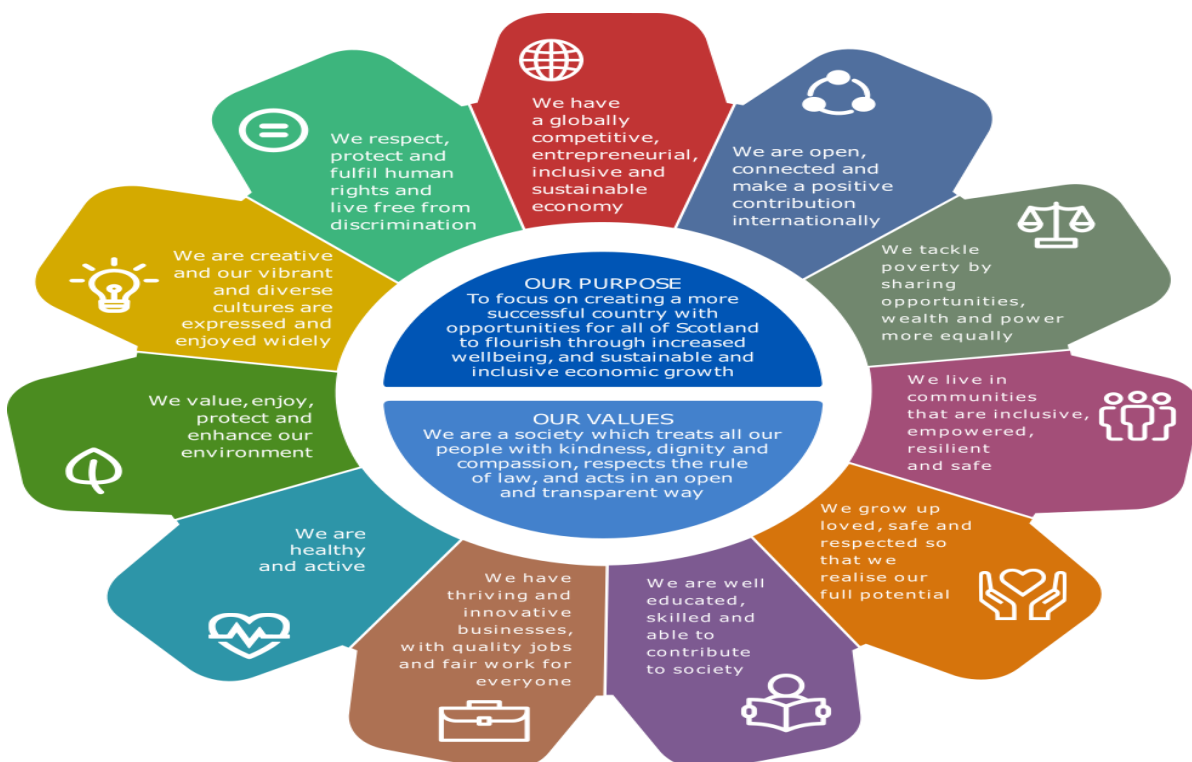 We have
a globally
competitive,
entrepreneurial,
inclusive and
sustainable
economy
We are open,
connected and
make a positive
contribution
internationally
We tackle
poverty by
sharing
opportunities,
wealth and power
more equally
We live in
communities
that are inclusive,
empowered,
resilient
and safe
We grow up
loved, safe and
respected so
that we
realise our
full potential
We are well
educated,
skilled and
able to
contribute
to society
We have
thriving and
innovative
businesses,
with quality jobs
and fair work for
everyone
We are
healthy
and active
We value, enjoy,
protect and
enhance our
environment
We are creative
and our vibrant
and diverse
cultures are
expressed and
enjoyed widely
We respect,
protect and
fulfil human
rights and
live free from
discrimination
OUR PURPOSE
To focus on creating a more
successful country with
opportunities for all of Scotland
to flourish through increased
wellbeing, and sustainable and
inclusive economic growth
OUR VALUES
We are a society which treats all our
people with kindness, dignity and
compassion, respects the rule
of law, and acts in an open
and transparent way